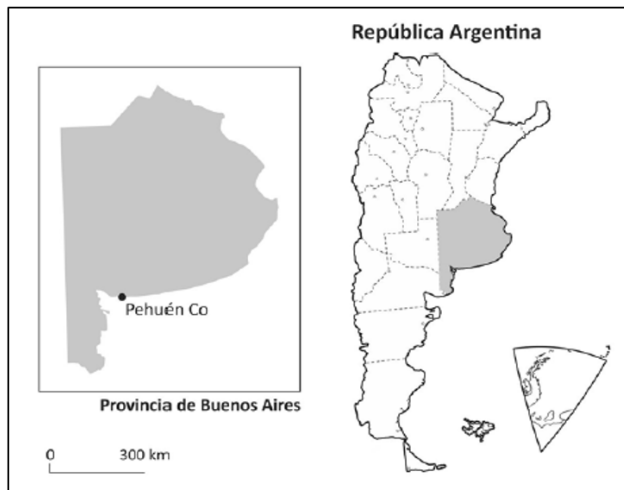 República Argentina
Pehuén Co
Provincia de Buenos Aires
0 300 km